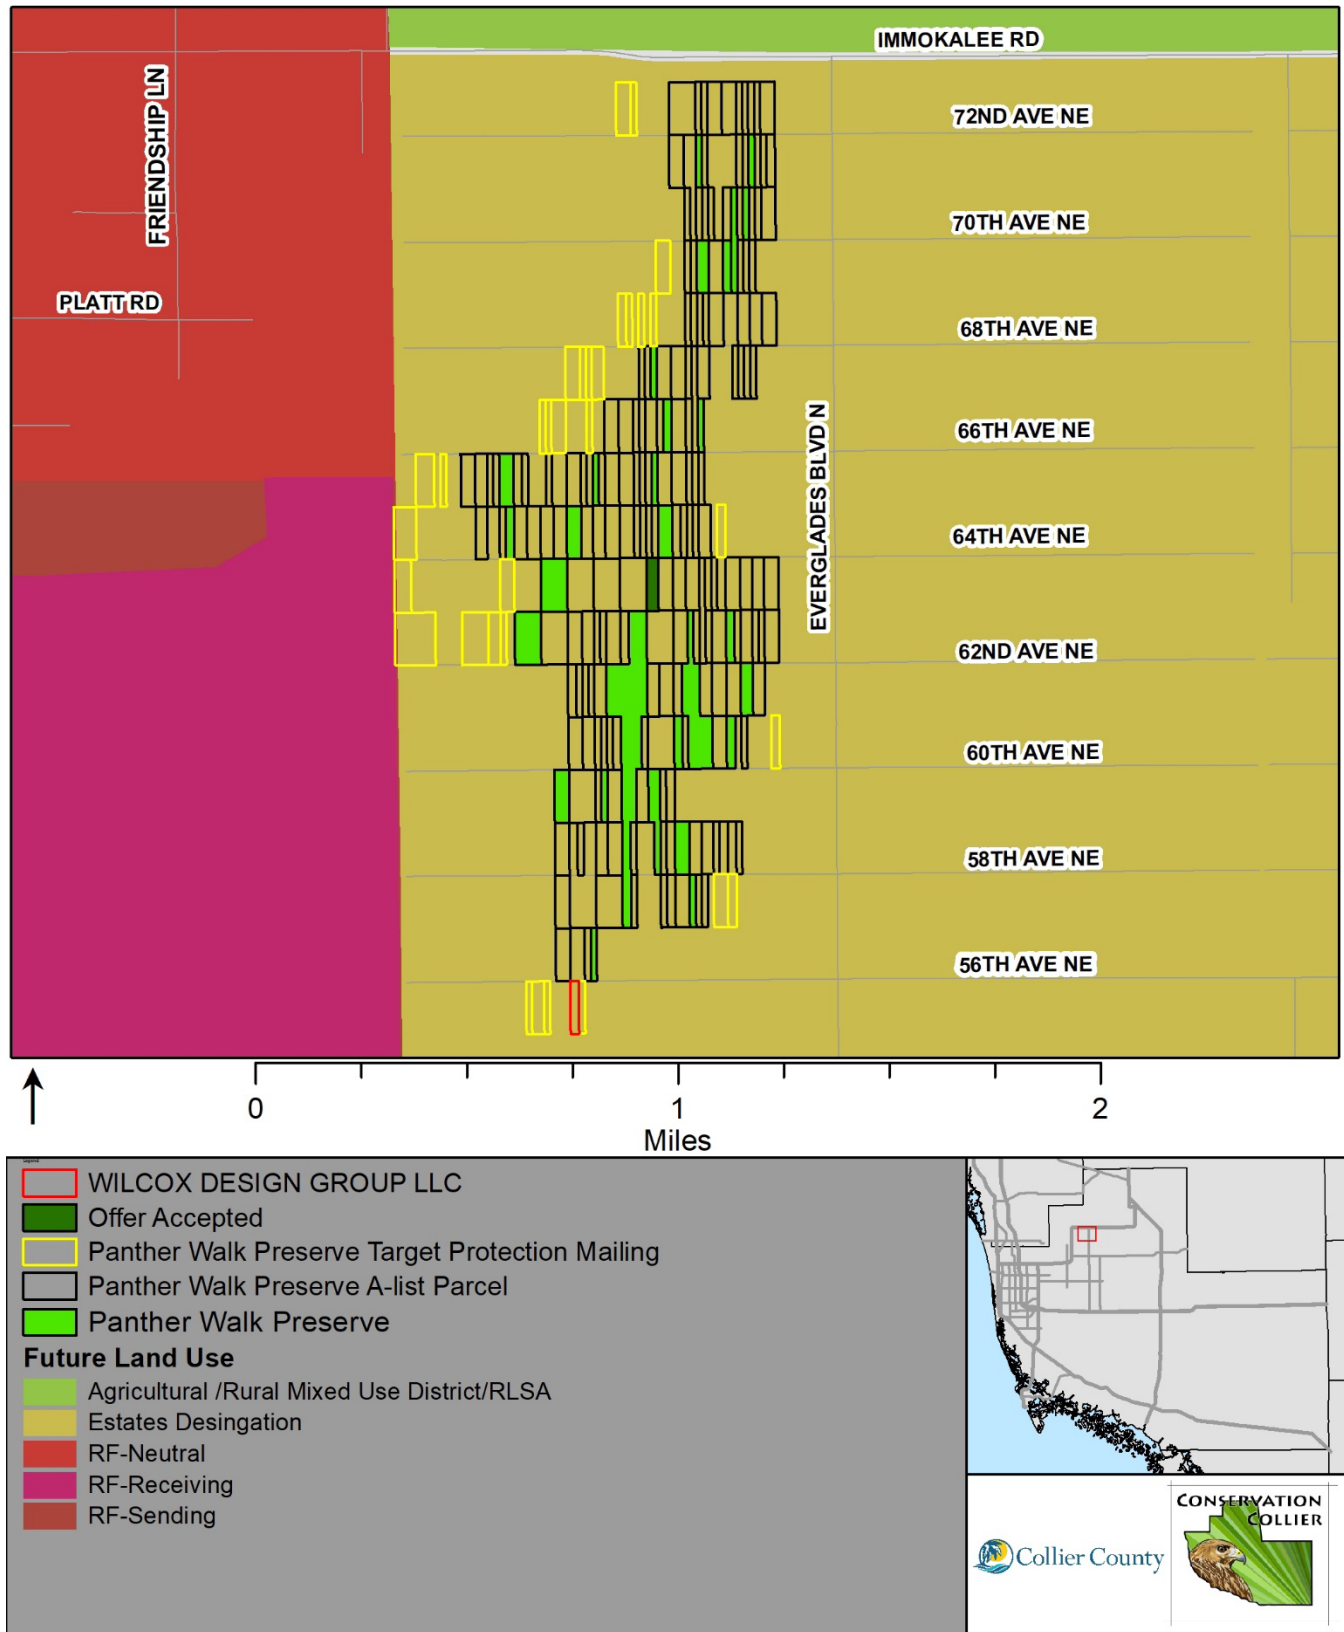 IMMOKALEE RD
FRIENDSHIP LN
72ND AVE NE
70TH AVE NE
PLATT RD
68TH AVE NE
EVERGLADES BLVD N
66TH AVE NE
64TH AVE NE
62ND AVE NE
60TH AVE NE
58TH AVE NE
56TH AVE NE
0 1 2
Miles
Legend
WILCOX DESIGN GROUP LLC
Offer Accepted
Panther Walk Preserve Target Protection Mailing
Panther Walk Preserve A-list Parcel
Panther Walk Preserve
Future Land Use
Agricultural /Rural Mixed Use District/RLSA
Estates Desingation
RF-Neutral
RF-Receiving
RF-Sending
Collier County
CONSERVATION
COLLIER